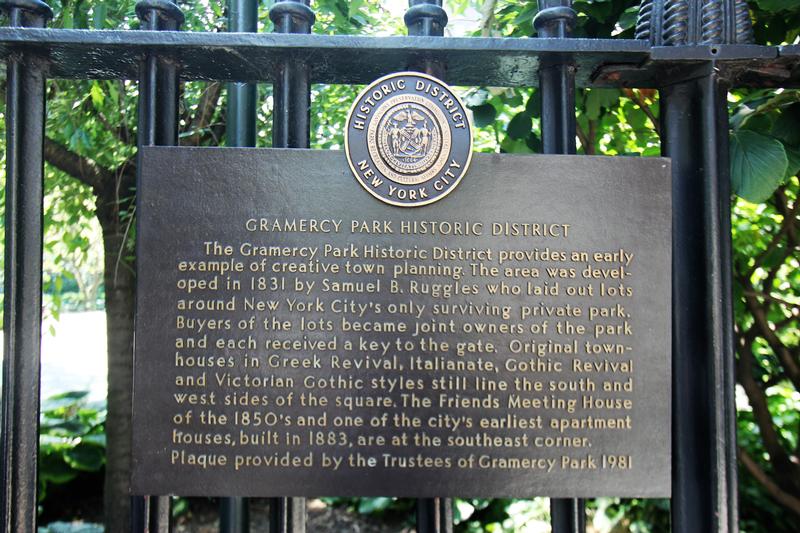 HISTORIC DISTRICT
NEW YORK CITY
GRAMERCY PARK HISTORIC DISTRICT
The Gramercy Park Historic District provides an early
example of creative town planning. The area was devel-
oped in 1831 by Samuel B. Ruggles who laid out lots
around New York City's only surviving private park.
Buyers of the lots became joint owners of the park
and each received a key to the gate. Original town-
houses in Greek Revival, Italianate, Gothic Revival
and Victorian Gothic styles still line the south and
west sides of the square. The Friends Meeting House
of the 1850's and one of the city's earliest apartment
houses, built in 1883, are at the southeast corner.
Plaque provided by the Trustees of Gramercy Park 1981